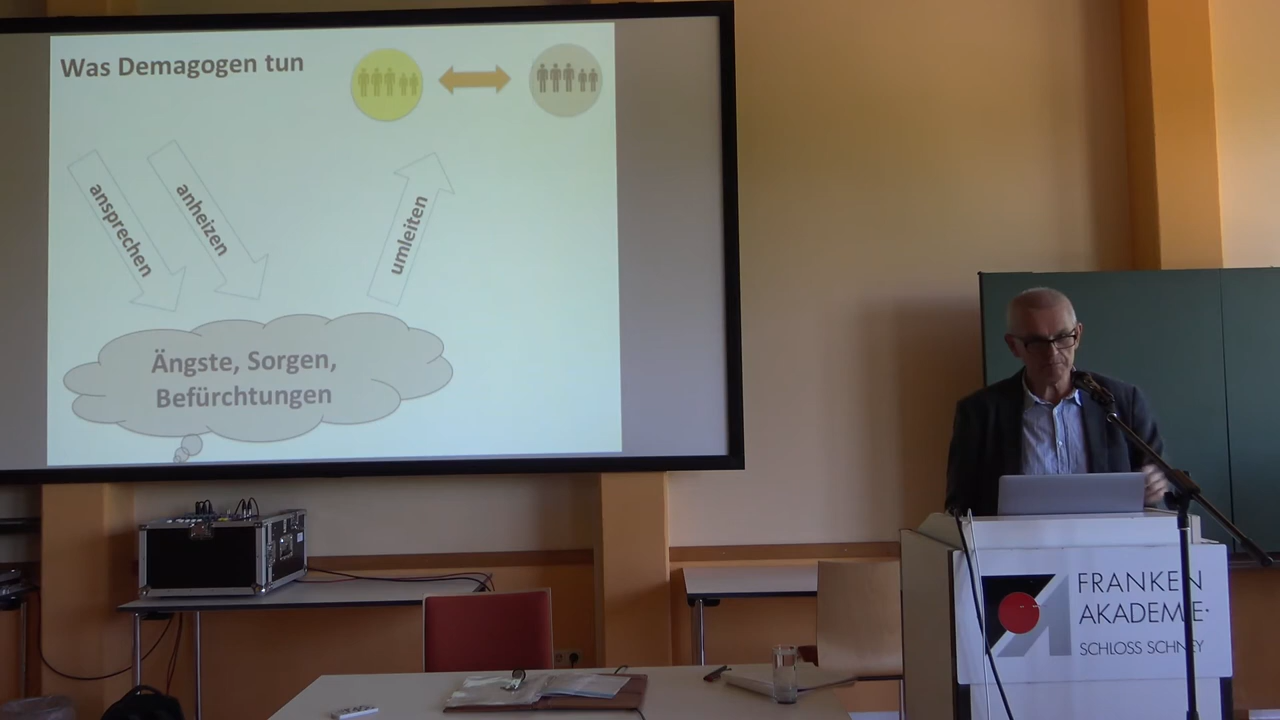 Was Demagogen tun
ansprechen
anheizen
umleiten
Ängste, Sorgen,
Befürchtungen
FRANKEN
AKADEMIE
SCHLOSS SCHNEY